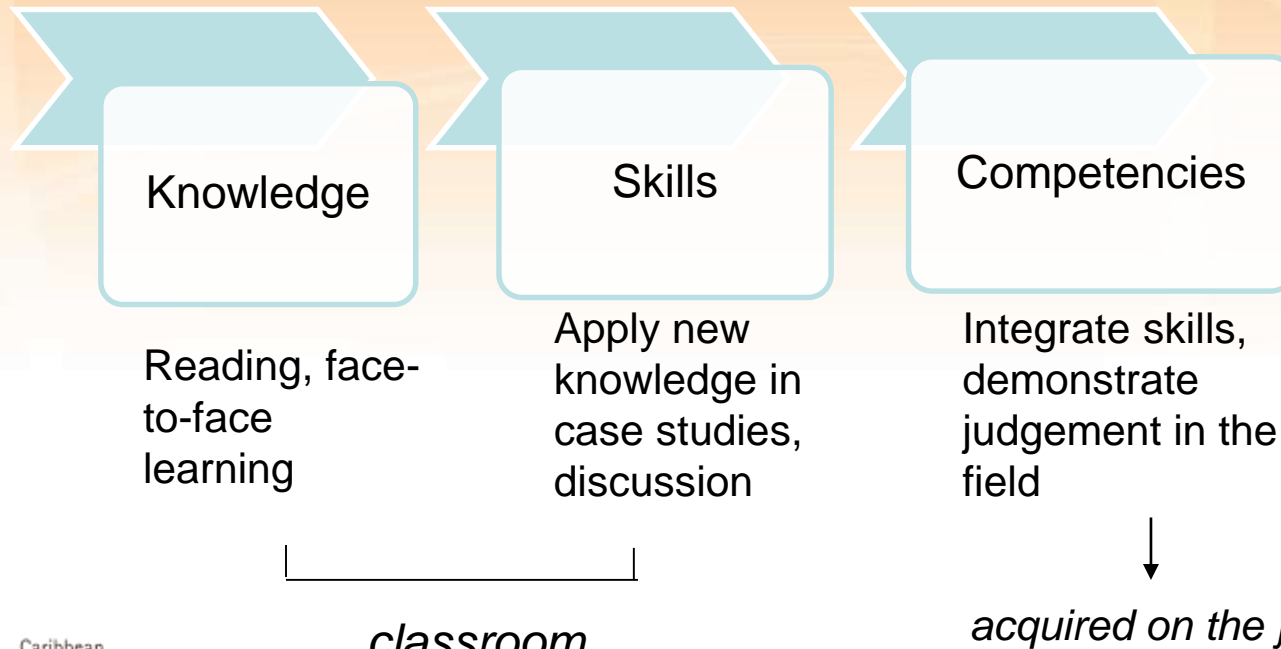 Knowledge
Skills
Competencies
Reading, face-
to-face
learning
Apply new
knowledge in
case studies,
discussion
Integrate skills,
demonstrate
judgement in the
field
classroom
acquired on the
Caribbean